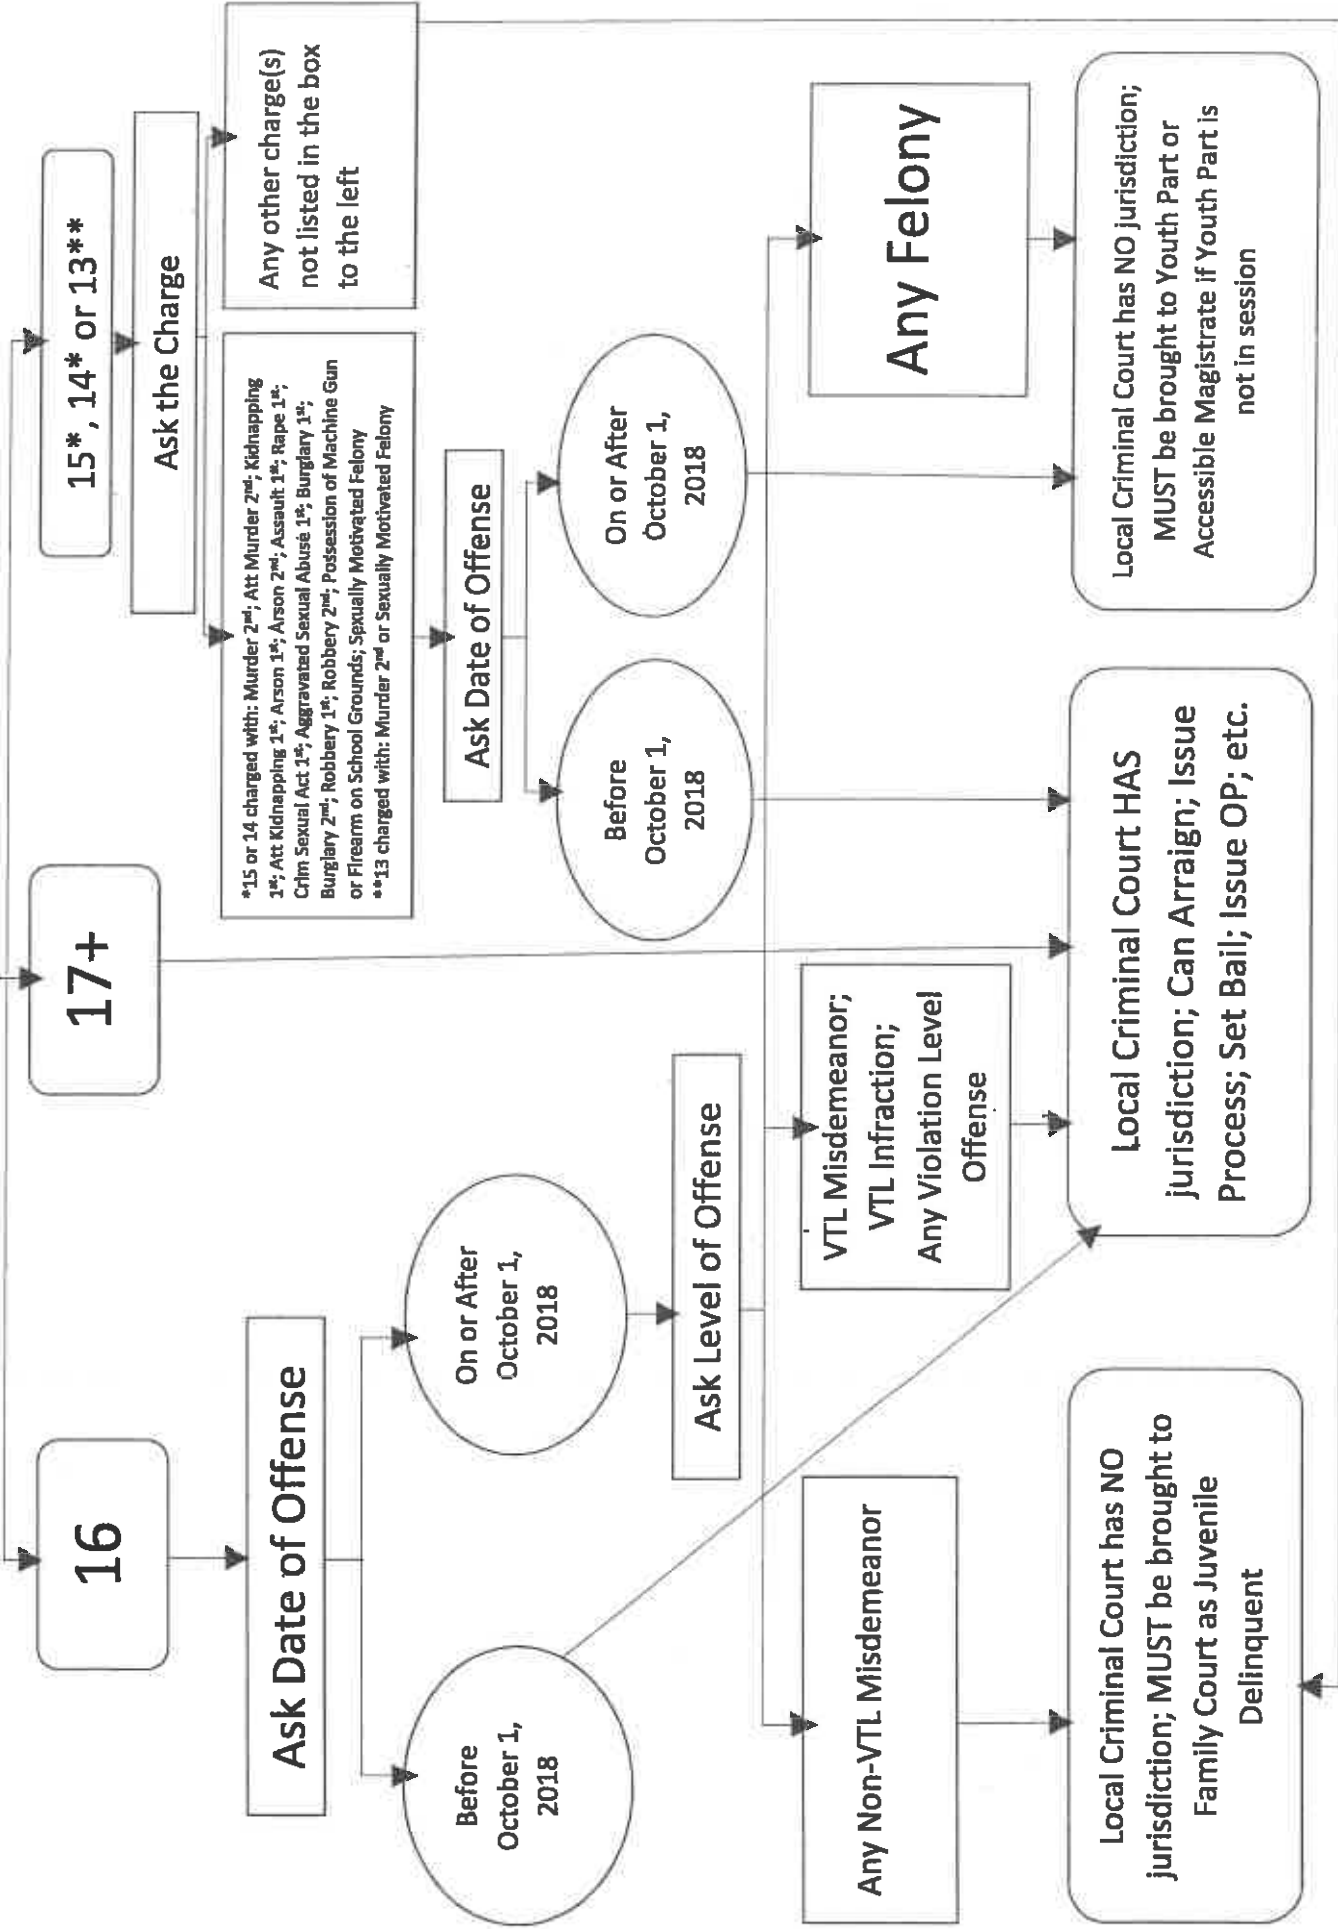 16
17+
15*, 14* or 13**
Ask Date of Offense
Ask the Charge
*15 or 14 charged with: Murder 2nd; Att Murder 2nd; Kidnapping
1st; Att Kidnapping 1st; Arson 1st; Arson 2nd; Assault 1st; Rape 1st;
Crim Sexual Act 1st; Aggravated Sexual Abuse 1st; Burglary 1st;
Burglary 2nd; Robbery 1st; Robbery 2nd; Possession of Machine Gun
or Firearm on School Grounds; Sexually Motivated Felony
**13 charged with: Murder 2nd or Sexually Motivated Felony
Any other charge(s)
not listed in the box
to the left
Before
October 1,
2018
On or After
October 1,
2018
Ask Date of Offense
Before
October 1,
2018
On or After
October 1,
2018
Ask Level of Offense
Any Non-VTL Misdemeanor
VTL Misdemeanor;
VTL Infraction;
Any Violation Level
Offense
Any Felony
Local Criminal Court has NO
jurisdiction; MUST be brought to
Family Court as Juvenile
Delinquent
Local Criminal Court HAS
jurisdiction; Can Arraign; Issue
Process; Set Bail; Issue OP; etc.
Local Criminal Court has NO jurisdiction;
MUST be brought to Youth Part or
Accessible Magistrate if Youth Part is
not in session